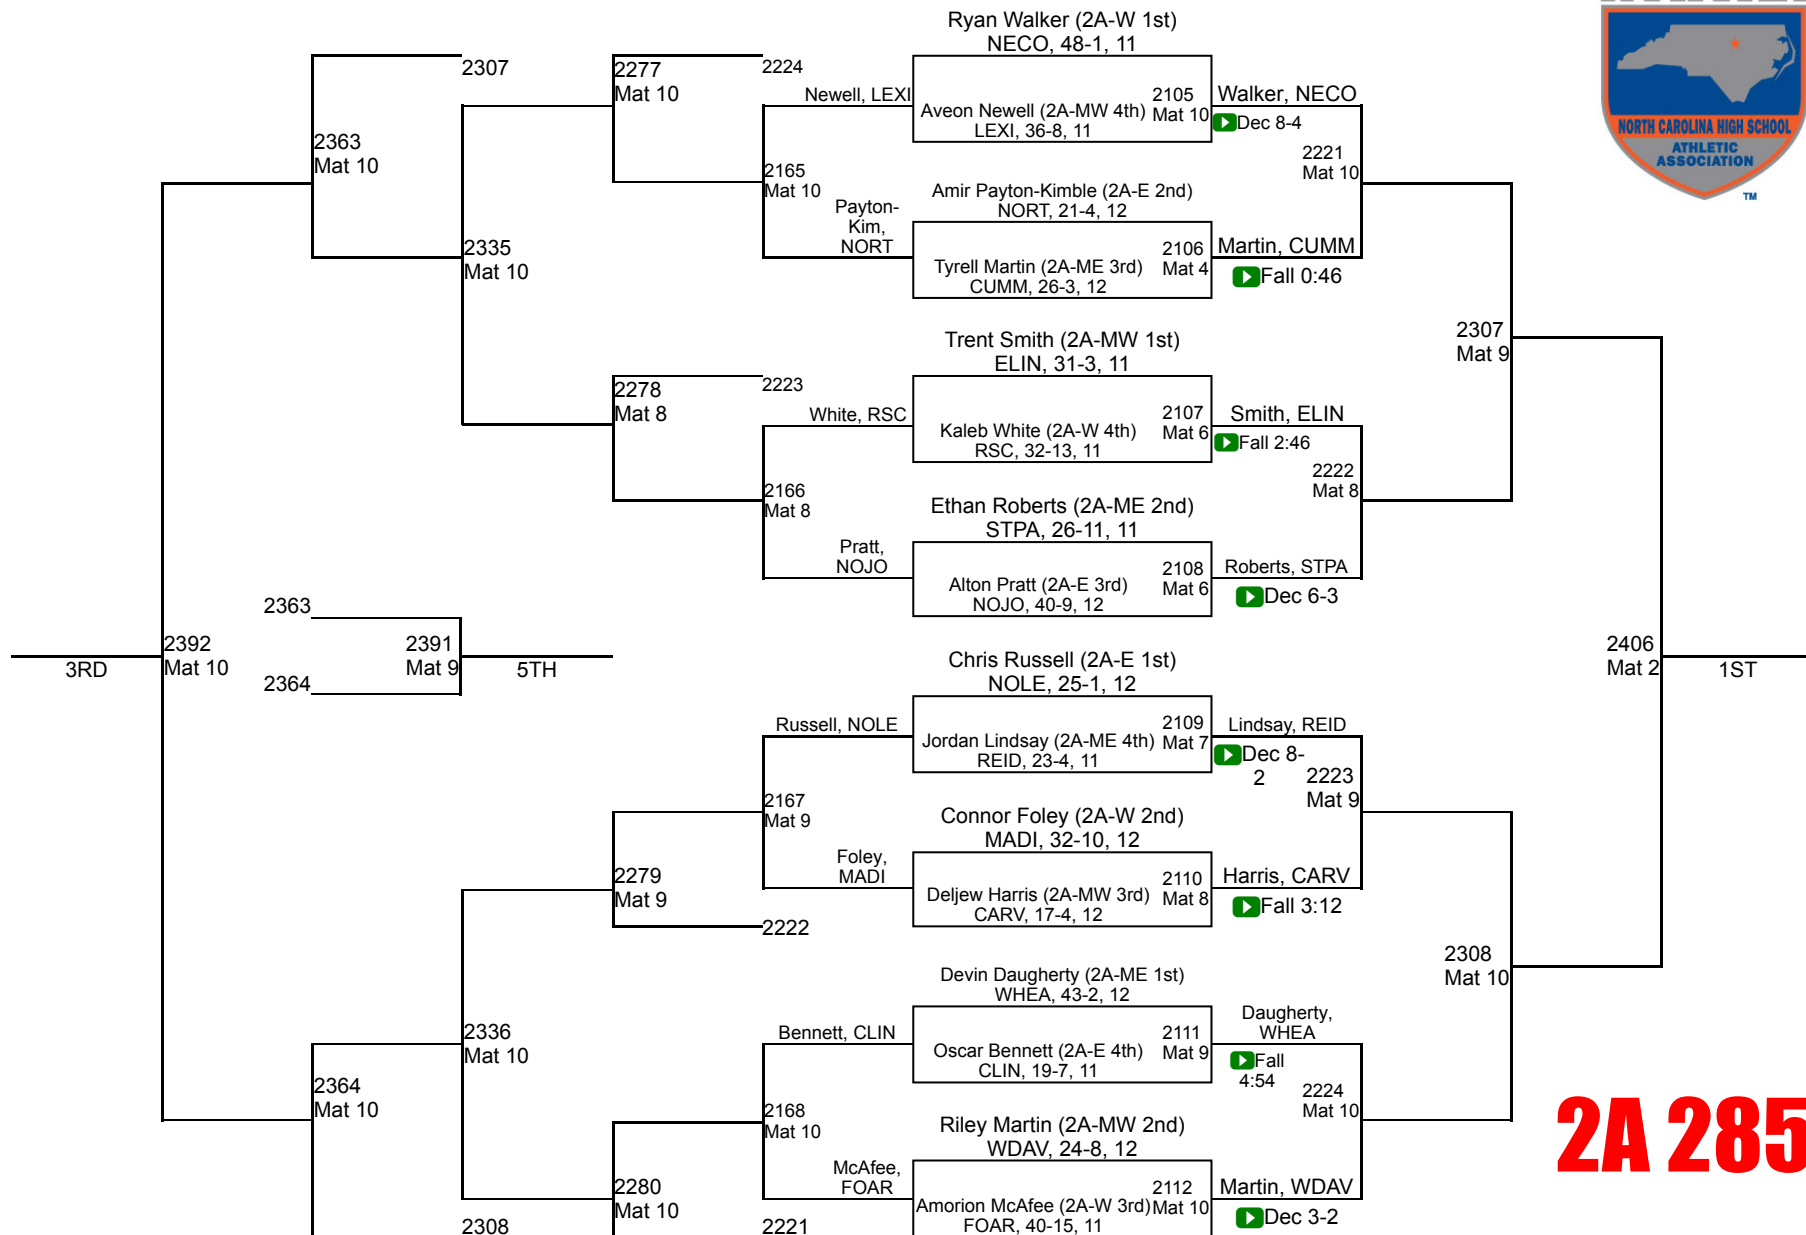 Ryan Walker (2A-W 1st)
NECO, 48-1, 11
2307
2277
Mat 10
2224
Newell, LEXI
Aveon Newell (2A-MW 4th)
LEXI, 36-8, 11
2105
Mat 10
Walker, NECO
Dec 8-4
NORTH CAROLINA HIGH SCHOOL
ATHLETIC
ASSOCIATION
TM
2363
Mat 10
2165
Mat 10
2221
Mat 10
Payton-
Kim,
NORT
Amir Payton-Kimble (2A-E 2nd)
NORT, 21-4, 12
2335
Mat 10
Tyrell Martin (2A-ME 3rd)
CUMM, 26-3, 12
2106
Mat 4
Martin, CUMM
Fall 0:46
Trent Smith (2A-MW 1st)
ELIN, 31-3, 11
2307
Mat 9
2278
Mat 8
2223
White, RSC
Kaleb White (2A-W 4th)
RSC, 32-13, 11
2107
Mat 6
Smith, ELIN
Fall 2:46
2166
Mat 8
2222
Mat 8
Ethan Roberts (2A-ME 2nd)
STPA, 26-11, 11
Pratt,
NOJO
Alton Pratt (2A-E 3rd)
NOJO, 40-9, 12
2108
Mat 6
Roberts, STPA
Dec 6-3
2363
2364
3RD
2392
Mat 10
2391
Mat 9
5TH
2406
Mat 2
1ST
Chris Russell (2A-E 1st)
NOLE, 25-1, 12
Russell, NOLE
Jordan Lindsay (2A-ME 4th)
REID, 23-4, 11
2109
Mat 7
Lindsay, REID
Dec 8-
2
2223
Mat 9
2167
Mat 9
Connor Foley (2A-W 2nd)
MADI, 32-10, 12
Foley,
MADI
2279
Mat 9
Deljew Harris (2A-MW 3rd)
CARV, 17-4, 12
2110
Mat 8
Harris, CARV
Fall 3:12
2222
2308
Mat 10
Devin Daugherty (2A-ME 1st)
WHEA, 43-2, 12
2336
Mat 10
Bennett, CLIN
Oscar Bennett (2A-E 4th)
CLIN, 19-7, 11
2111
Mat 9
Daugherty,
WHEA
Fall
4:54
2364
Mat 10
2168
Mat 10
2224
Mat 10
Riley Martin (2A-MW 2nd)
WDAV, 24-8, 12
2A 285
McAfee,
FOAR
2280
Mat 10
2308
2221
Amorion McAfee (2A-W 3rd)
FOAR, 40-15, 11
2112
Mat 10
Martin, WDAV
Dec 3-2